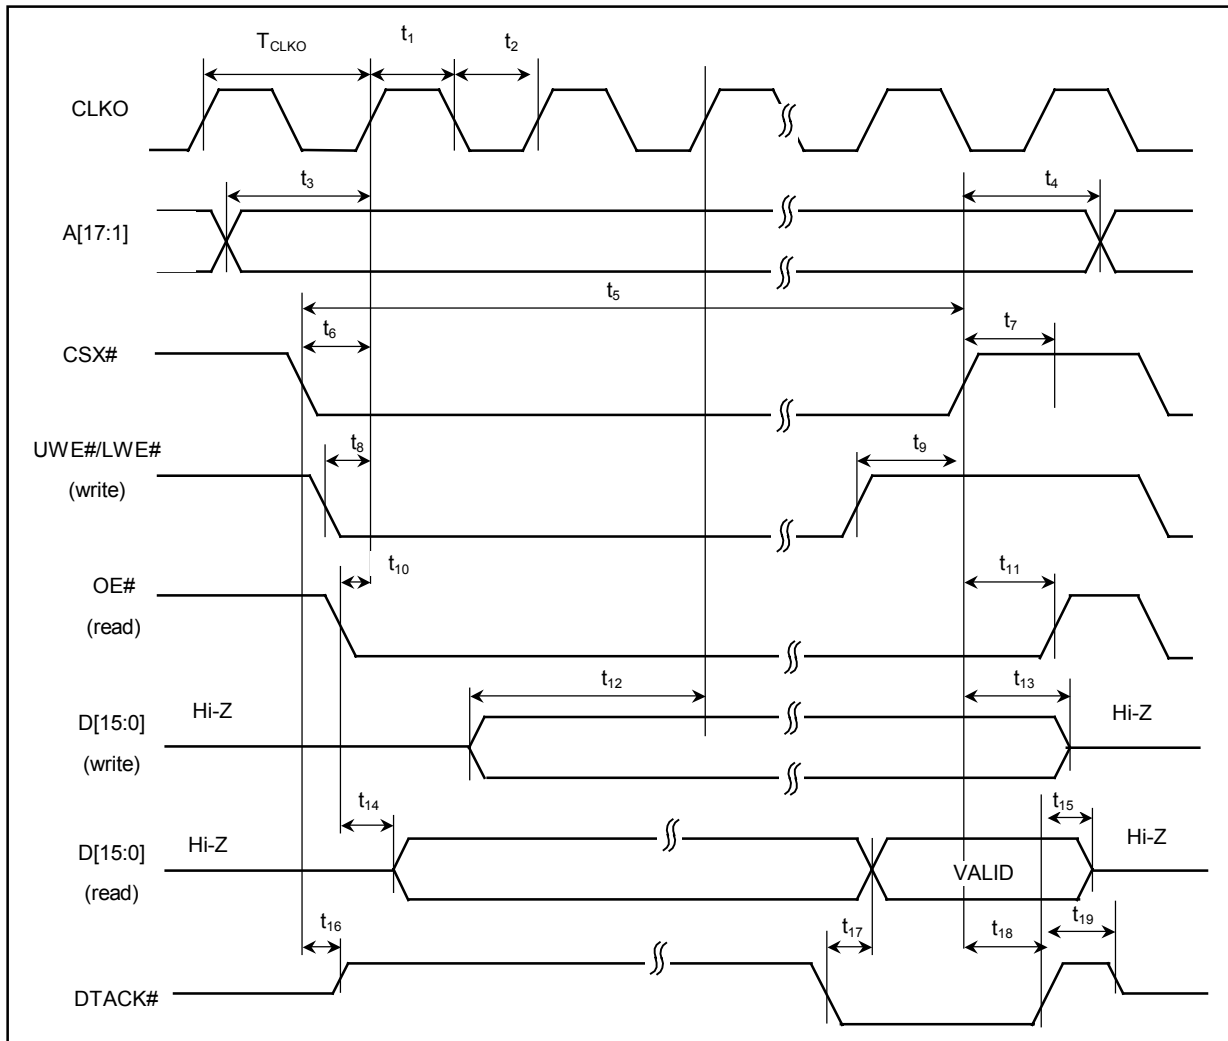 TCLKO t1 t2
CLKO
t3 t4
A[17:1]
t5
t6 t7
CSX#
UWE#/LWE# t8 t9
(write)
t10 t11
OE#
(read)
t12 t13
Hi-Z Hi-Z
D[15:0]
(write)
t14 t15
Hi-Z Hi-Z
D[15:0]
VALID
(read)
t16 t17 t18 t19
DTACK#